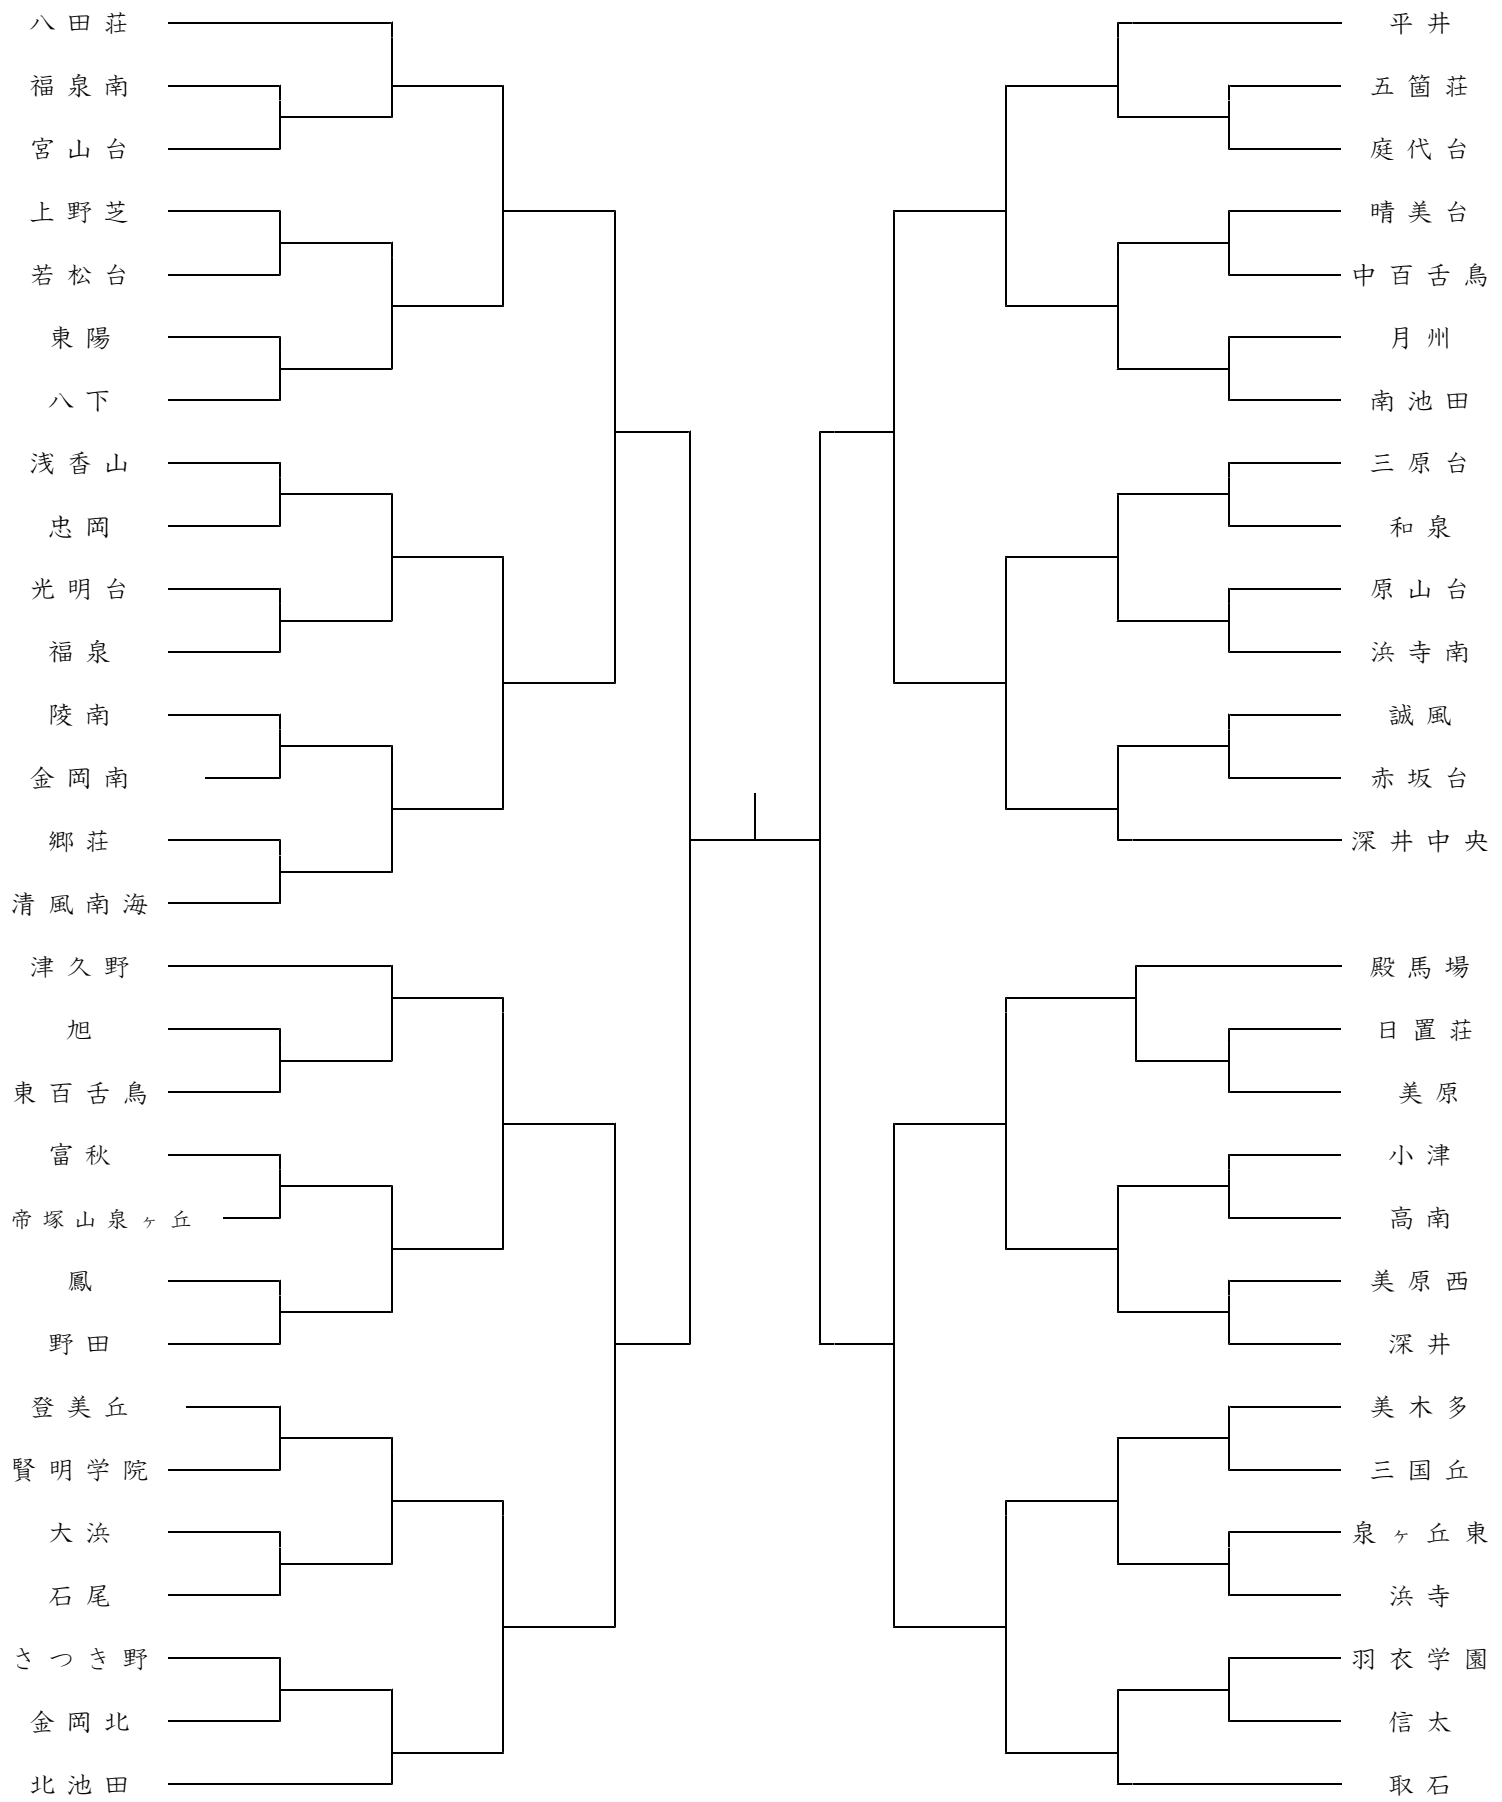 八田荘
福泉南
宮山台
上野芝
若松台
東陽
八下
浅香山
忠岡
光明台
福泉
陵南
金岡南
郷荘
清風南海
津久野
旭
東百舌鳥
富秋
帝塚山泉ヶ丘
鳳
野田
登美丘
賢明学院
大浜
石尾
さつき野
金岡北
北池田
平井
五箇荘
庭代台
晴美台
中百舌鳥
月州
南池田
三原台
和泉
原山台
浜寺南
誠風
赤坂台
深井中央
殿馬場
日置荘
美原
小津
高南
美原西
深井
美木多
三国丘
泉ヶ丘東
浜寺
羽衣学園
信太
取石